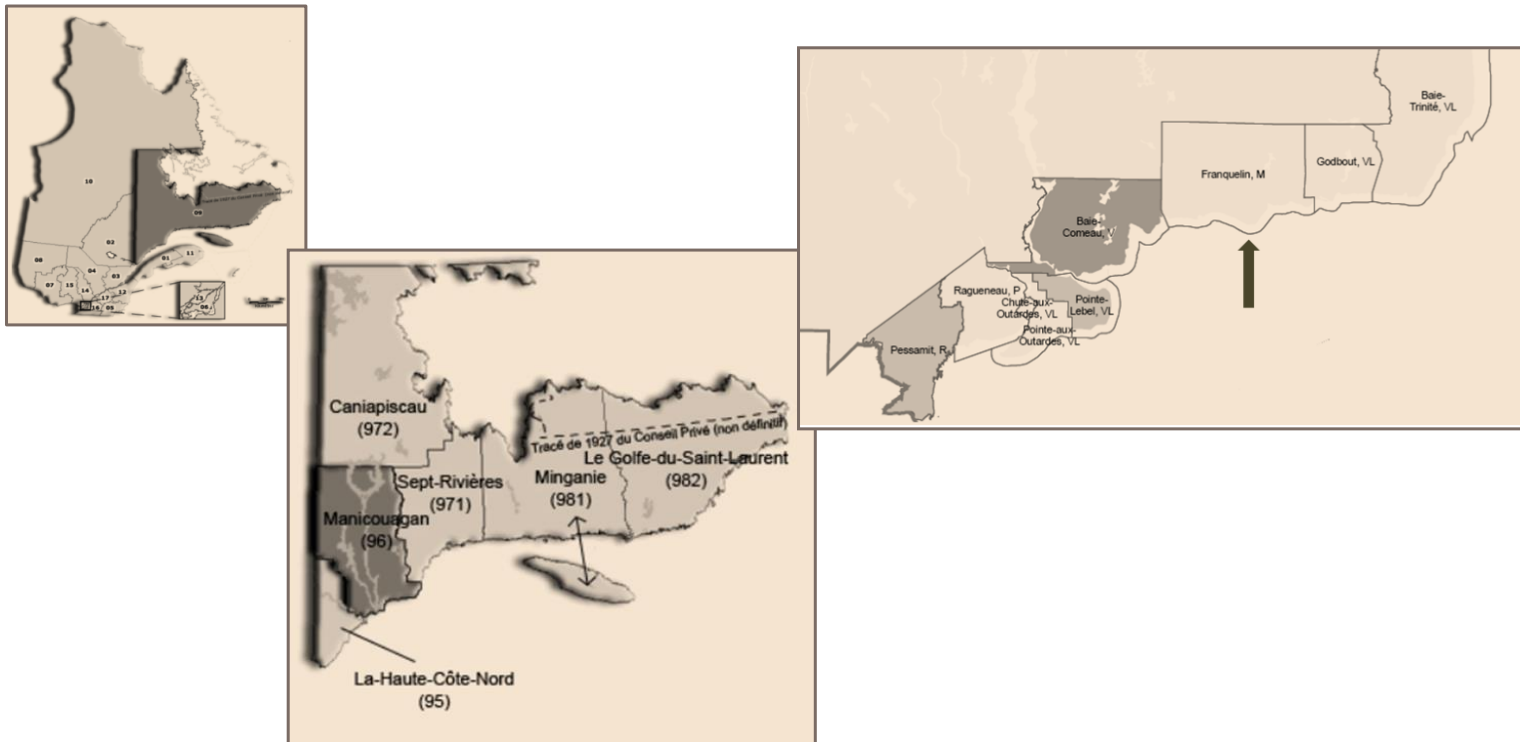 10
09
02
08
04
03
01
11
07
15
14
12
17
16
05
13
06
Caniapiscau
(972)
Tracé de 1927 du Conseil Privé (non définitif)
Le Golfe-du-Saint-Laurent
(982)
Sept-Rivières
(971)
Minganie
(981)
Manicouagan
(96)
La-Haute-Côte-Nord
(95)
Baie-
Trinité, VL
Godbout, VL
Franquelin, M
Baie-
Comeau, V
Ragueneau, P
Chute-aux-
Outardes, VL
Pointe-
Lebel, VL
Pointe-aux-
Outardes, VL
Pessamit, R